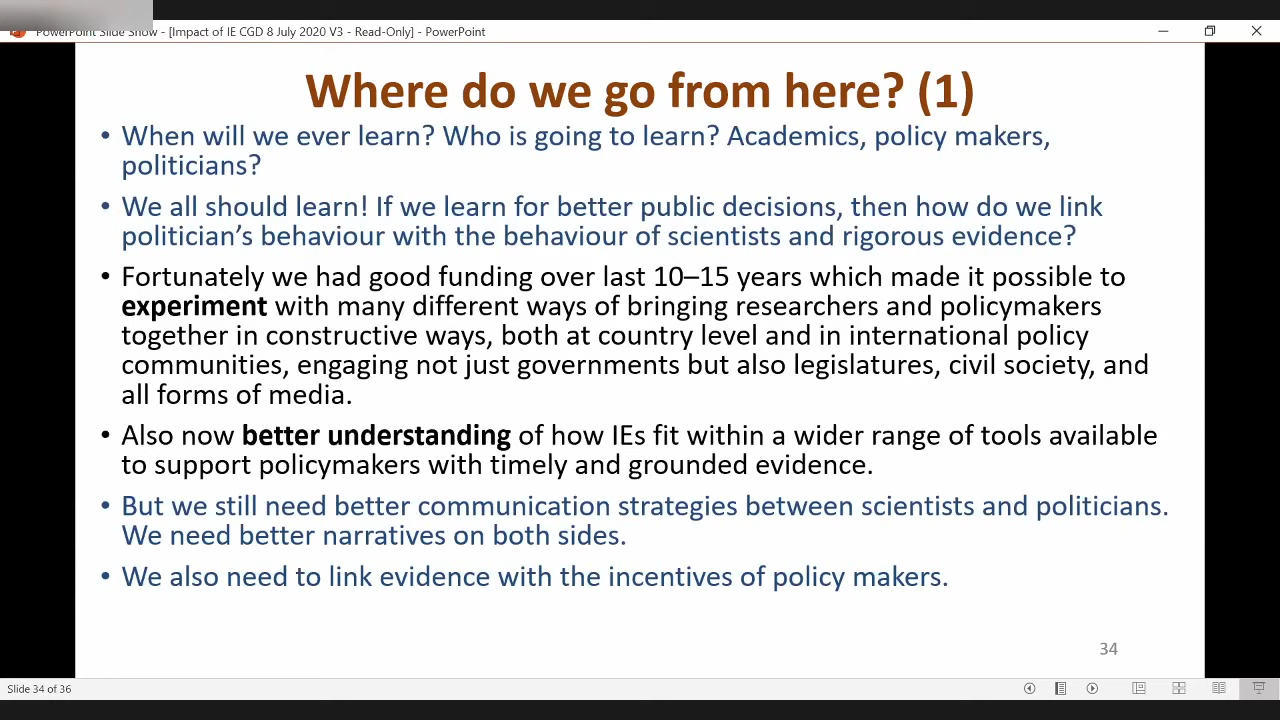 PowerPoint Slide Show - [Impact of IE CGD 8 July 2020 V3 - Read-Only] - PowerPoint
Where do we go from here? (1)
• When will we ever learn? Who is going to learn? Academics, policy makers,
politicians?
• We all should learn! If we learn for better public decisions, then how do we link
politician’s behaviour with the behaviour of scientists and rigorous evidence?
• Fortunately we had good funding over last 10–15 years which made it possible to
experiment with many different ways of bringing researchers and policymakers
together in constructive ways, both at country level and in international policy
communities, engaging not just governments but also legislatures, civil society, and
all forms of media.
• Also now better understanding of how IEs fit within a wider range of tools available
to support policymakers with timely and grounded evidence.
• But we still need better communication strategies between scientists and politicians.
We need better narratives on both sides.
• We also need to link evidence with the incentives of policy makers.
34
Slide 34 of 36